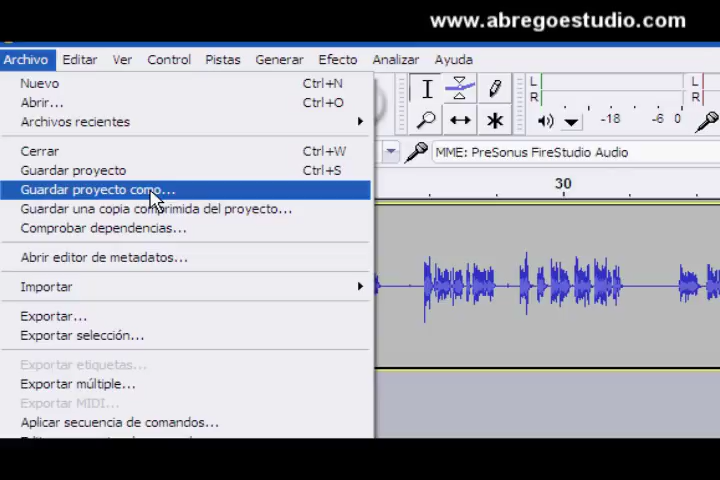 www.abregoestudio.com
Archivo Editar Ver Control Pistas Generar Efecto Analizar Ayuda
Nuevo Ctrl+N
Abrir... Ctrl+O
Archivos recientes
Cerrar Ctrl+W
Guardar proyecto Ctrl+S
Guardar proyecto como...
Guardar una copia comprimida del proyecto...
Comprobar dependencias...
Abrir editor de metadatos...
Importar
Exportar...
Exportar selección...
Exportar etiquetas...
Exportar múltiple...
Exportar MIDI...
Aplicar secuencia de comandos...
L
R
-18 -6 0
L
R
MME: PreSonus FireStudio Audio
30